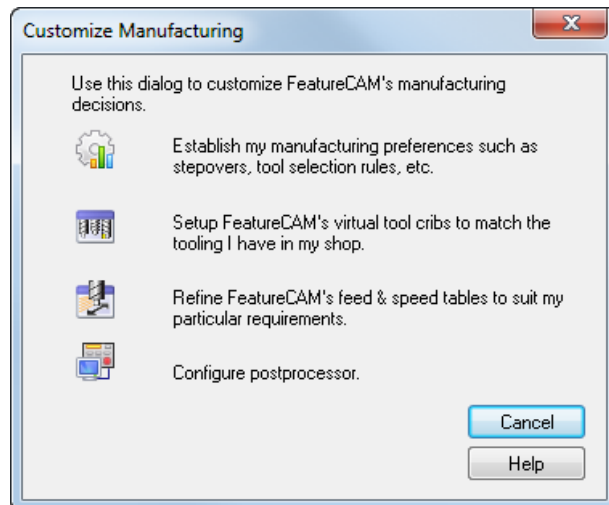 Customize Manufacturing
Use this dialog to customize FeatureCAM's manufacturing
decisions.
Establish my manufacturing preferences such as
stepovers, tool selection rules, etc.
Setup FeatureCAM's virtual tool cribs to match the
tooling I have in my shop.
Refine FeatureCAM's feed & speed tables to suit my
particular requirements.
Configure postprocessor.
Cancel
Help